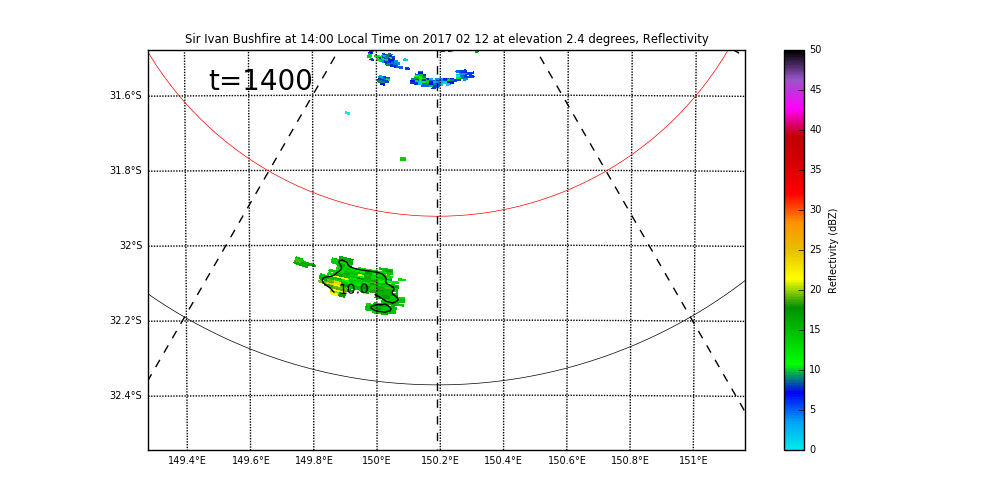 Sir Ivan Bushfire at 14:00 Local Time on 2017 02 12 at elevation 2.4 degrees, Reflectivity
t=1400
31.6°S
31.8°S
32°S
32.2°S
32.4°S
10.0
149.4°E 149.6°E 149.8°E 150°E 150.2°E 150.4°E 150.6°E 150.8°E 151°E
50
45
40
35
30
25
20
15
10
5
0
Reflectivity (dBZ)